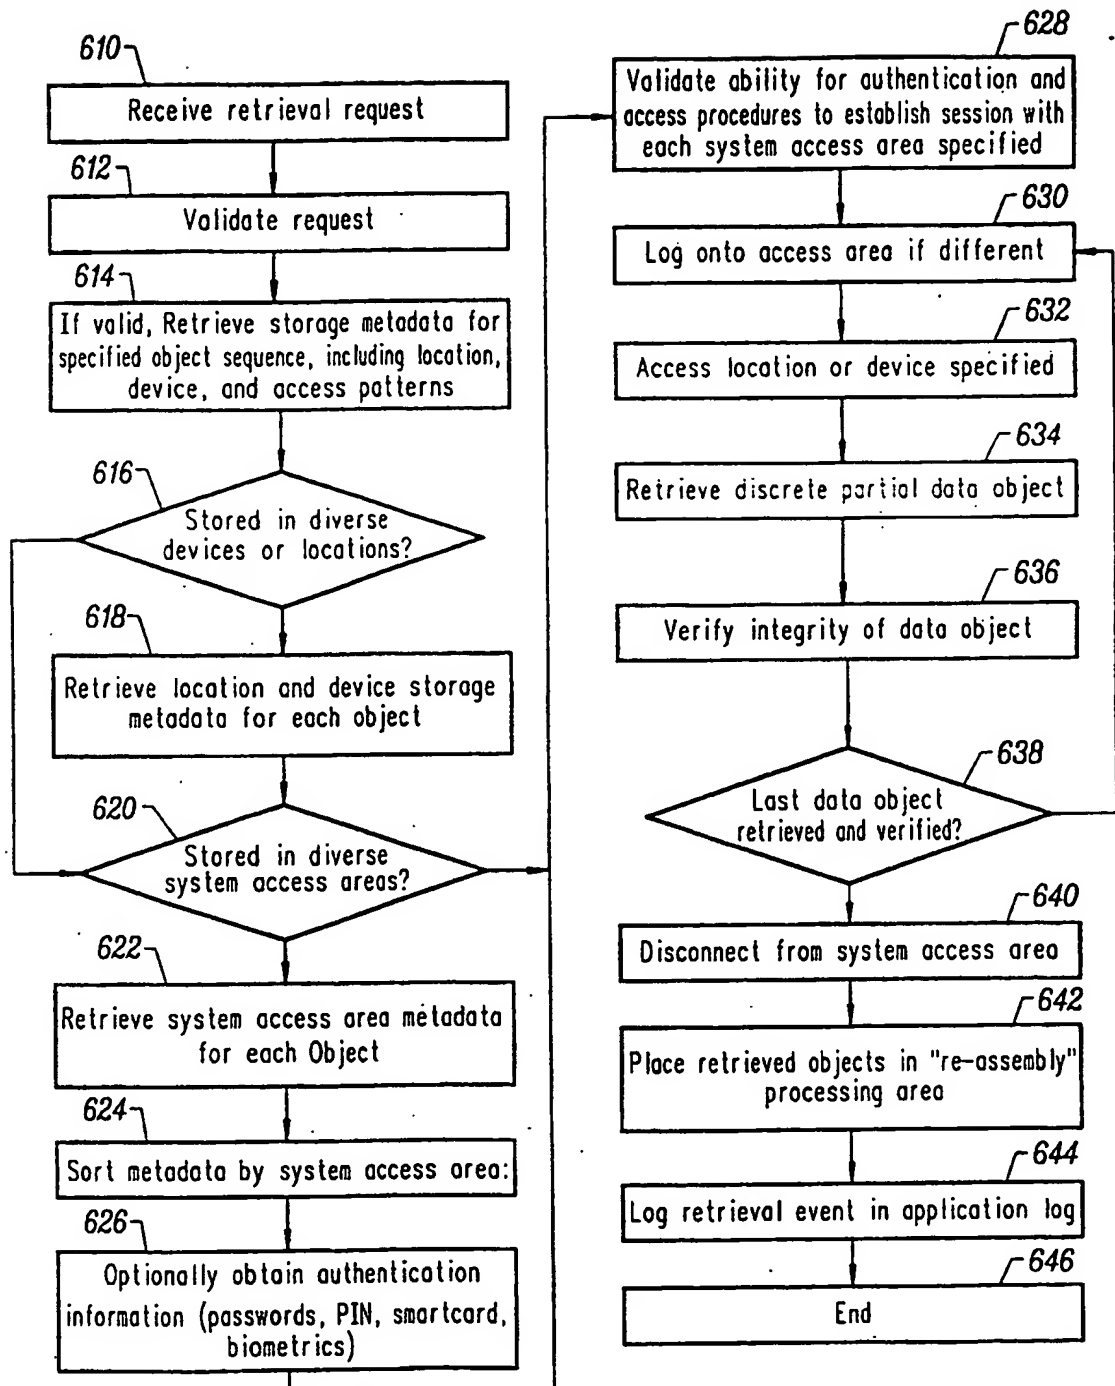 610
Receive retrieval request
612
Validate request
614
If valid, Retrieve storage metadata for
specified object sequence, including location,
device, and access patterns
616
Stored in diverse
devices or locations?
618
Retrieve location and device storage
metadata for each object
620
Stored in diverse
system access areas?
622
Retrieve system access area metadata
for each Object
624
Sort metadata by system access area:
626
Optionally obtain authentication
information (passwords, PIN, smartcard,
biometrics)
628
Validate ability for authentication and
access procedures to establish session with
each system access area specified
630
Log onto access area if different
632
Access location or device specified
634
Retrieve discrete partial data object
636
Verify integrity of data object
638
Last data object
retrieved and verified?
640
Disconnect from system access area
642
Place retrieved objects in "re-assembly"
processing area
644
Log retrieval event in application log
646
End